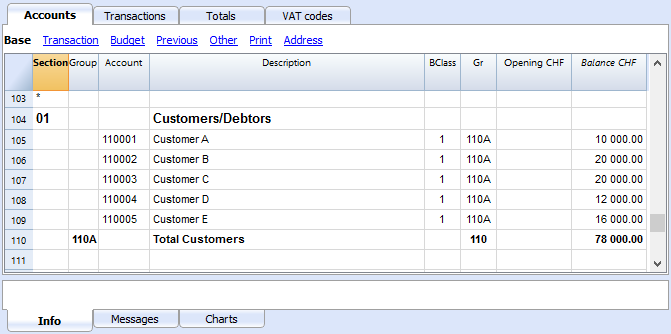 Accounts Transactions Totals VAT codes
Base Transaction Budget Previous Other Print Address
Section Group Account Description BClass Gr Opening CHF Balance CHF
103 *
104 01 Customers/Debtors
105 110001 Customer A 1 110A 10 000.00
106 110002 Customer B 1 110A 20 000.00
107 110003 Customer C 1 110A 20 000.00
108 110004 Customer D 1 110A 12 000.00
109 110005 Customer E 1 110A 16 000.00
110 110A Total Customers 110 78 000.00
111
Info Messages Charts